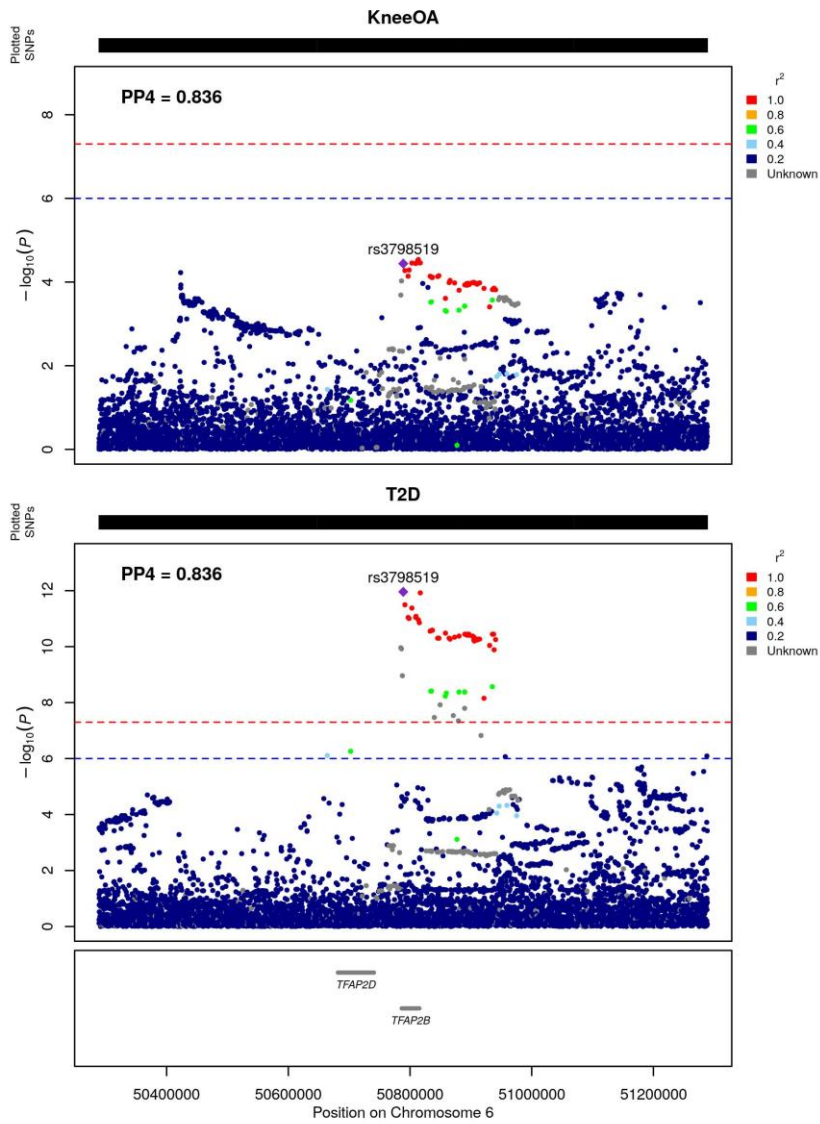 KneeOA
Plotted
SNPs
PP4 = 0.836
rs3798519
− log10(P)
0
2
4
6
8
r2
1.0
0.8
0.6
0.4
0.2
Unknown
T2D
Plotted
SNPs
PP4 = 0.836
rs3798519
− log10(P)
0
2
4
6
8
10
12
r2
1.0
0.8
0.6
0.4
0.2
Unknown
TFAP2D
TFAP2B
50400000 50600000 50800000 51000000 51200000
Position on Chromosome 6